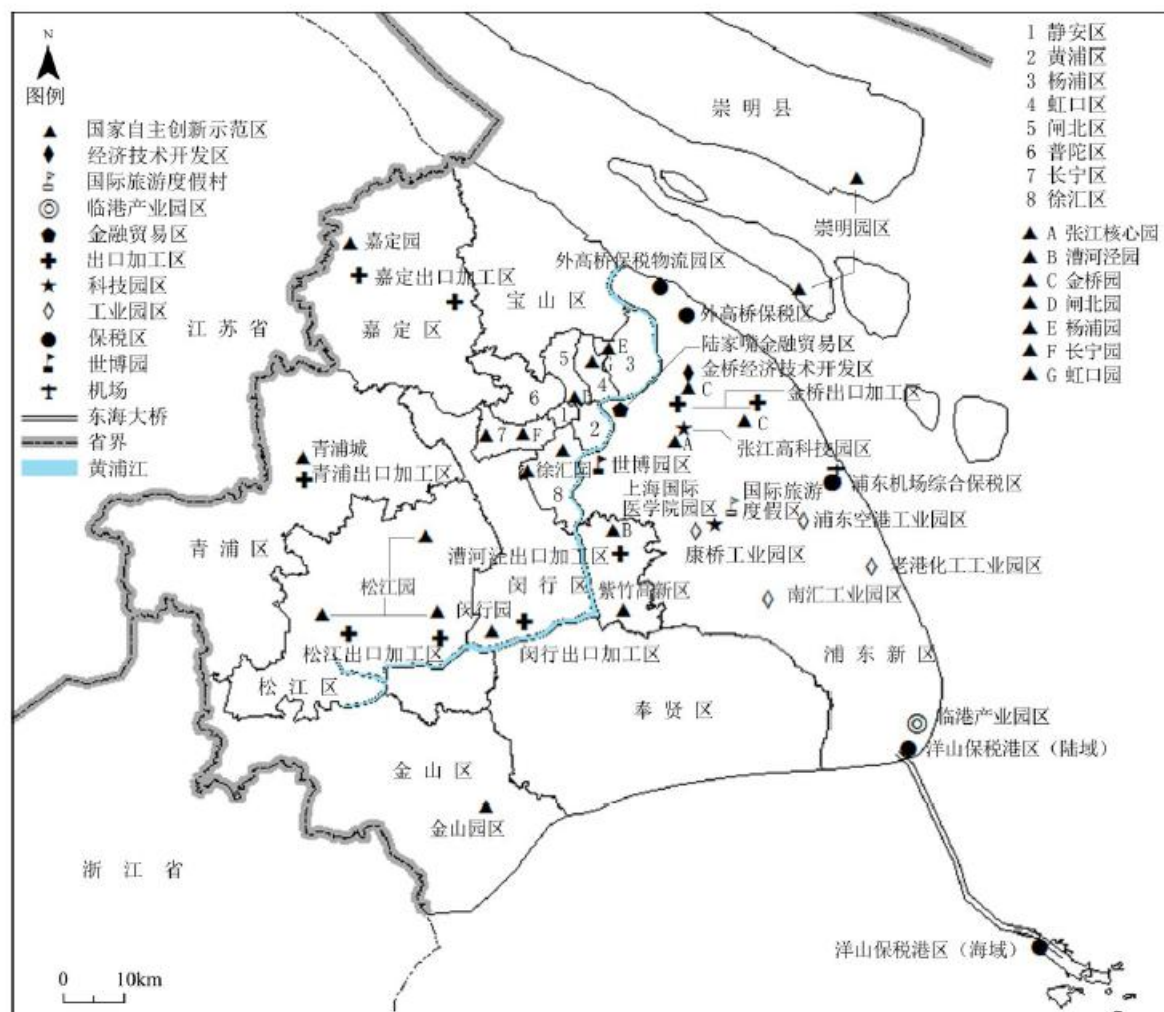 N
图例
国家自主创新示范区
经济技术开发区
国际旅游度假村
临港产业园区
金融贸易区
出口加工区
科技园区
工业园区
保税区
世博园
机场
东海大桥
省界
黄浦江
0 10km
1 静安区
2 黄浦区
3 杨浦区
4 虹口区
5 闸北区
6 普陀区
7 长宁区
8 徐汇区
A 张江核心园
B 漕河泾园
C 金桥园
D 闸北园
E 杨浦园
F 长宁园
G 虹口园
崇明县
崇明园区
嘉定园
嘉定出口加工区
嘉定区
宝山区
江苏省
外高桥保税物流园区
外高桥保税区
陆家嘴金融贸易区
金桥经济技术开发区
C
金桥出口加工区
C
张江高科技园区
A
5
E
G
3
4
6
D
1
2
7
F
徐汇园
8
世博园区
青浦城
青浦出口加工区
青浦区
上海国际
医学院园区
国际旅游
度假区
浦东机场综合保税区
浦东空港工业园区
康桥工业园区
老港化工工业园区
南汇工业园区
B
漕河泾出口加工区
闵行区
紫竹高新区
松江园
闵行园
松江出口加工区
闵行出口加工区
松江区
浦东新区
奉贤区
临港产业园区
洋山保税港区（陆域）
金山区
金山园区
浙江省
洋山保税港区（海域）